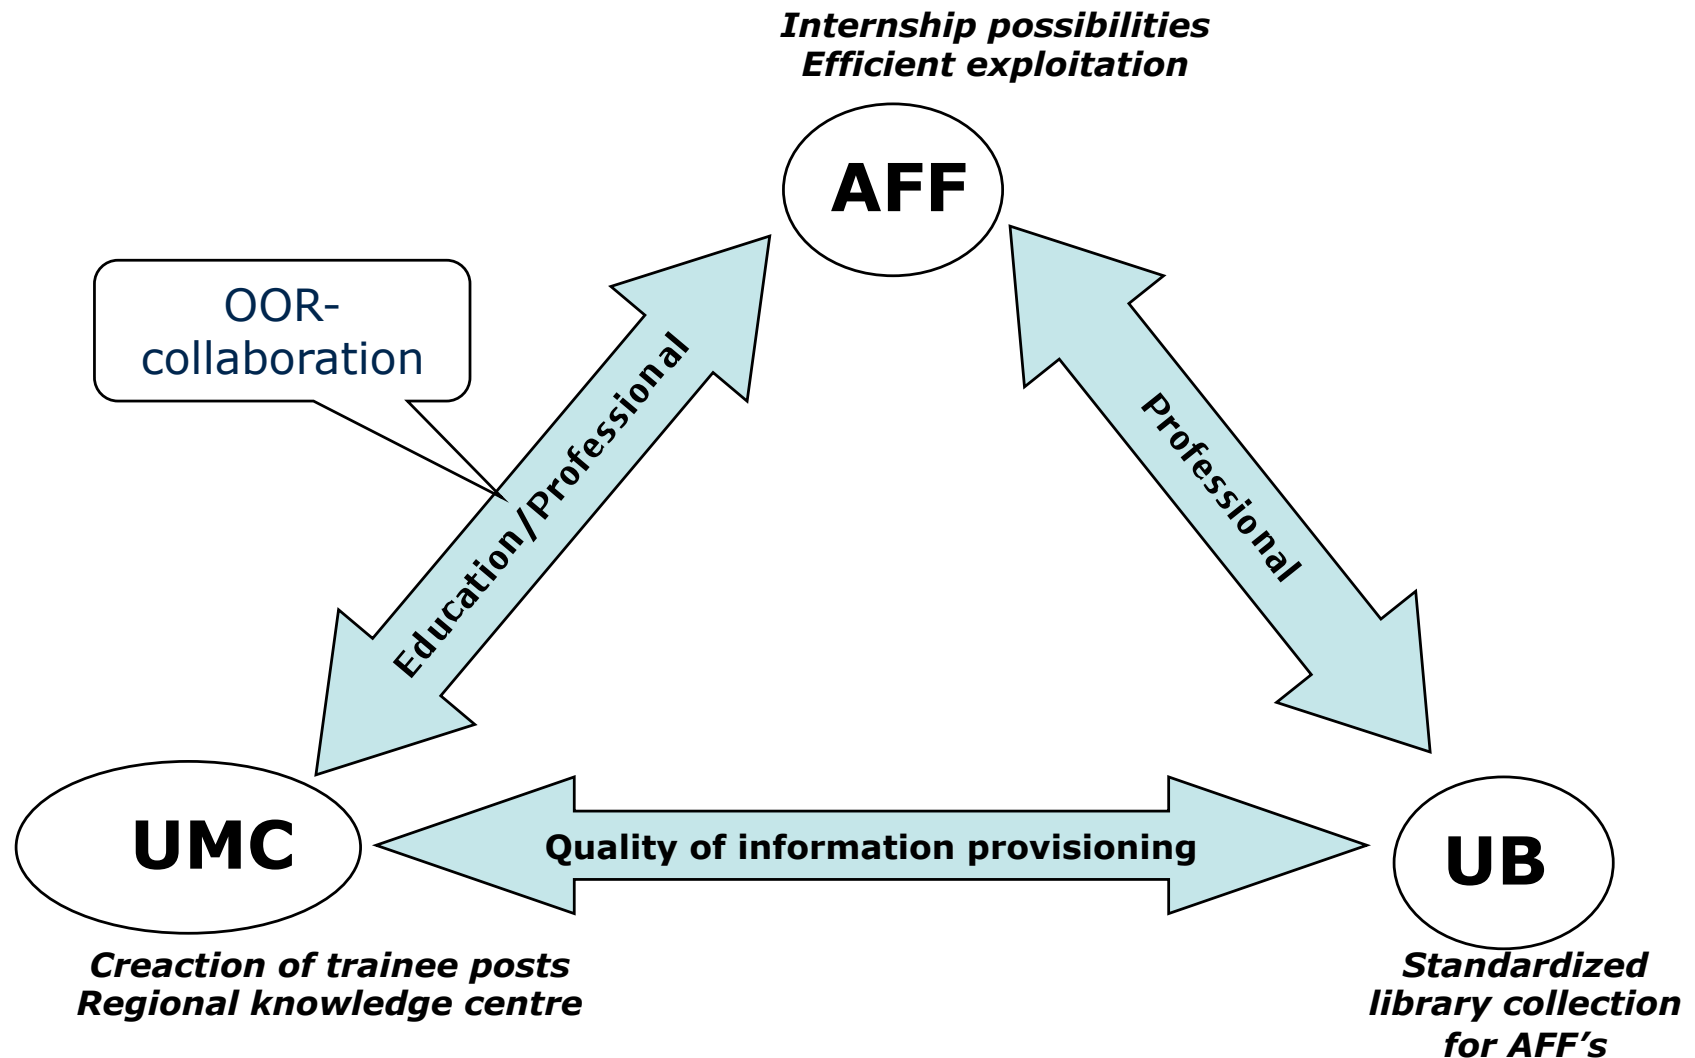 Internship possibilities
Efficient exploitation
AFF
OOR-
collaboration
Education/Professional
Professional
UMC
Quality of information provisioning
UB
Creaction of trainee posts
Regional knowledge centre
Standardized
library collection
for AFF’s